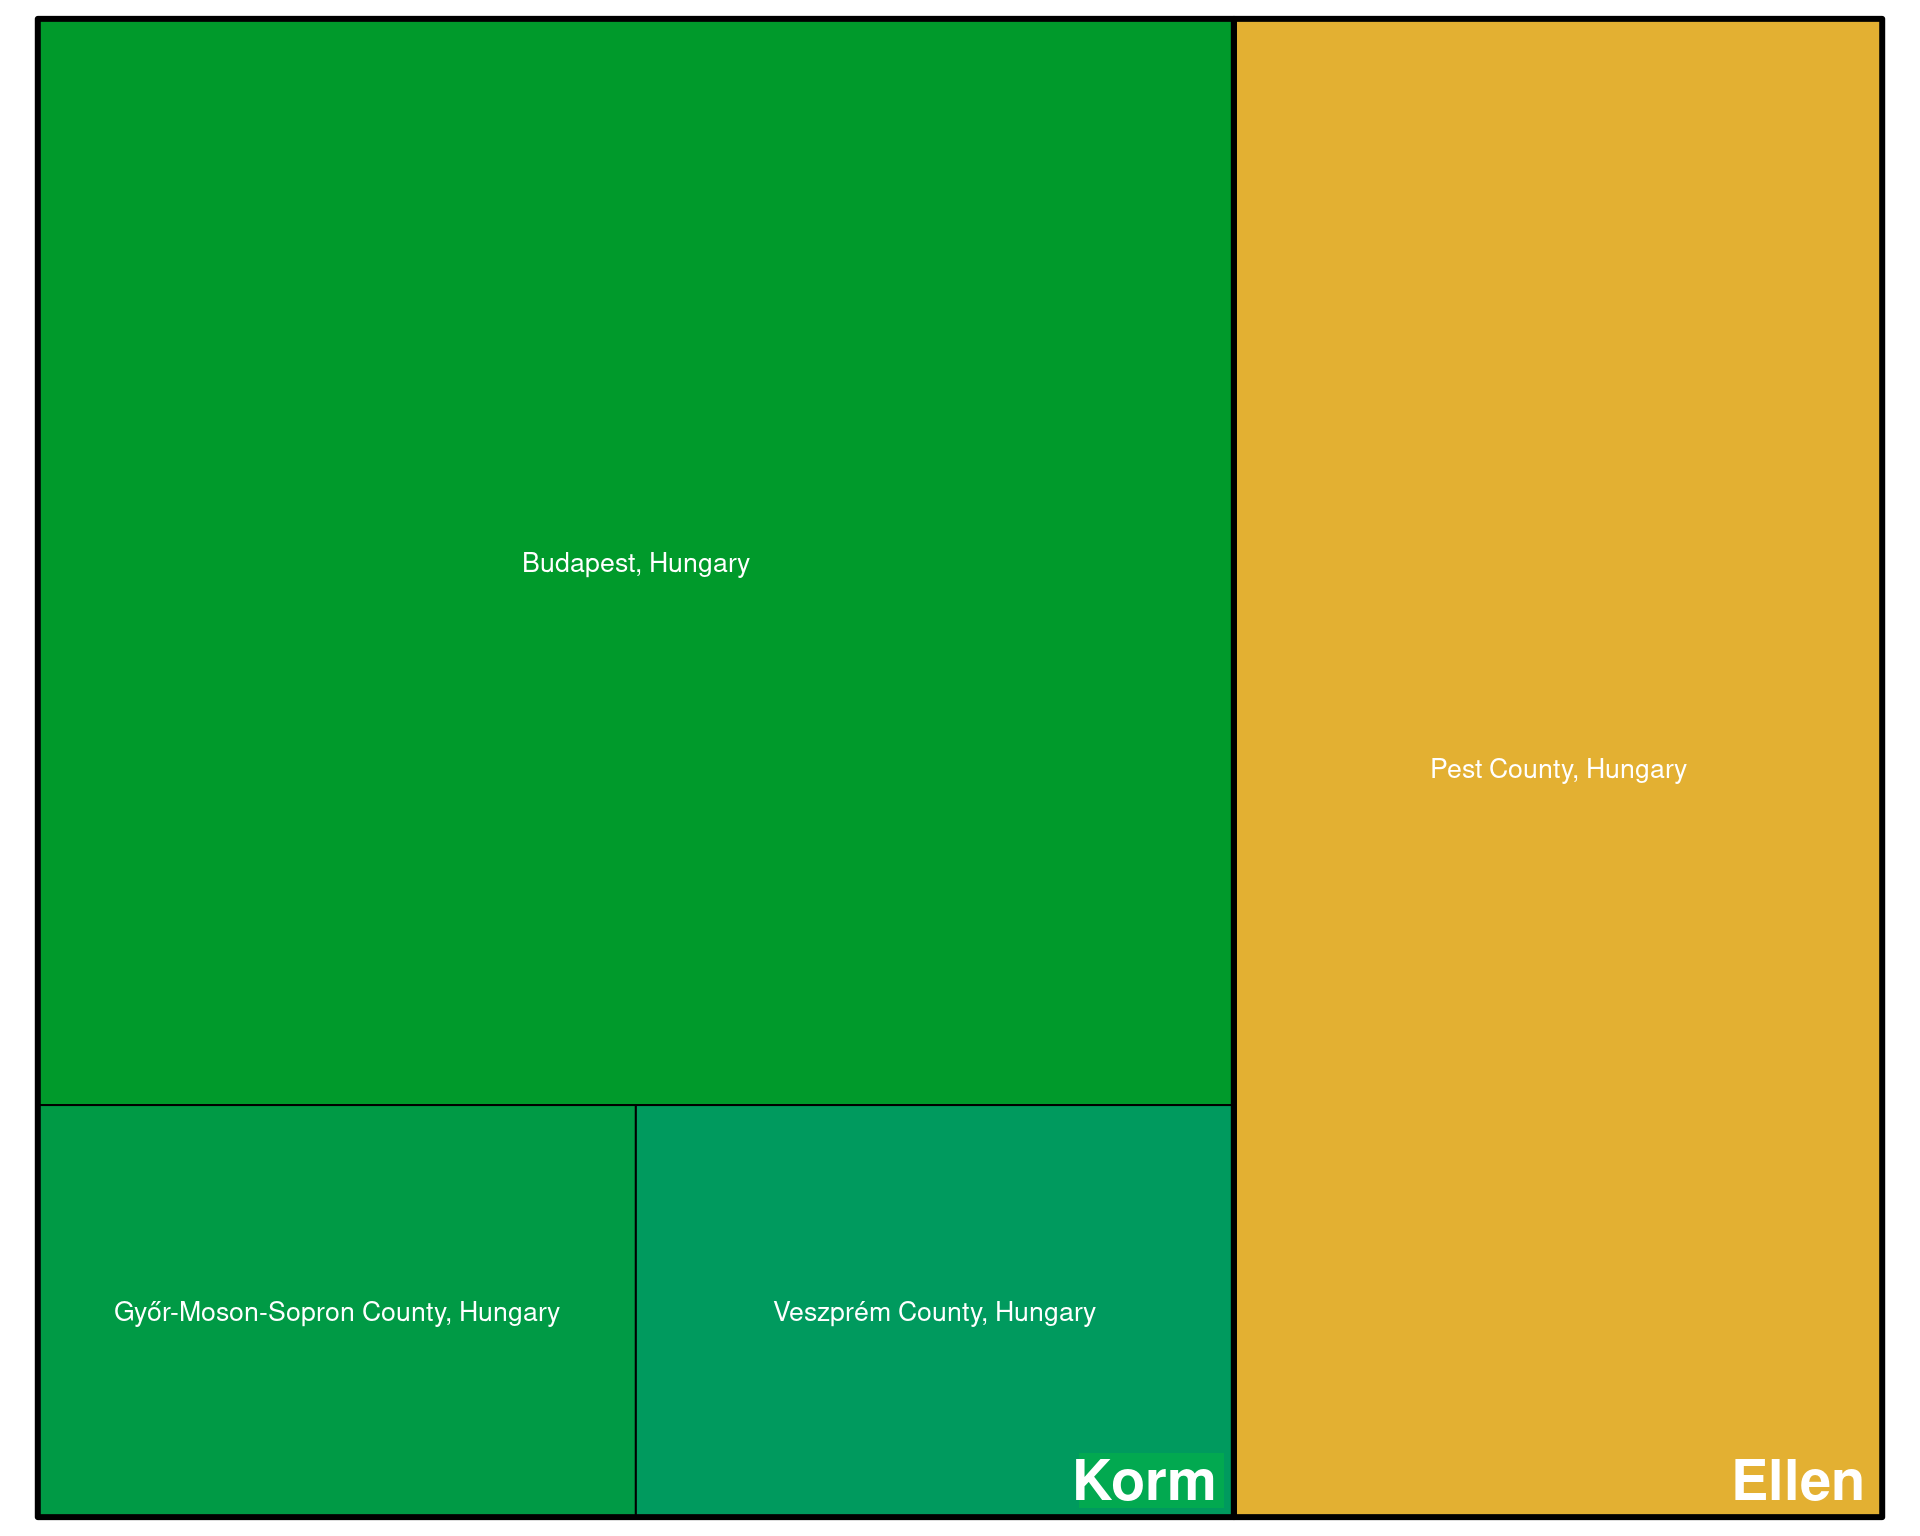 Budapest, Hungary
Pest County, Hungary
Győr-Moson-Sopron County, Hungary
Veszprém County, Hungary
Korm
Ellen